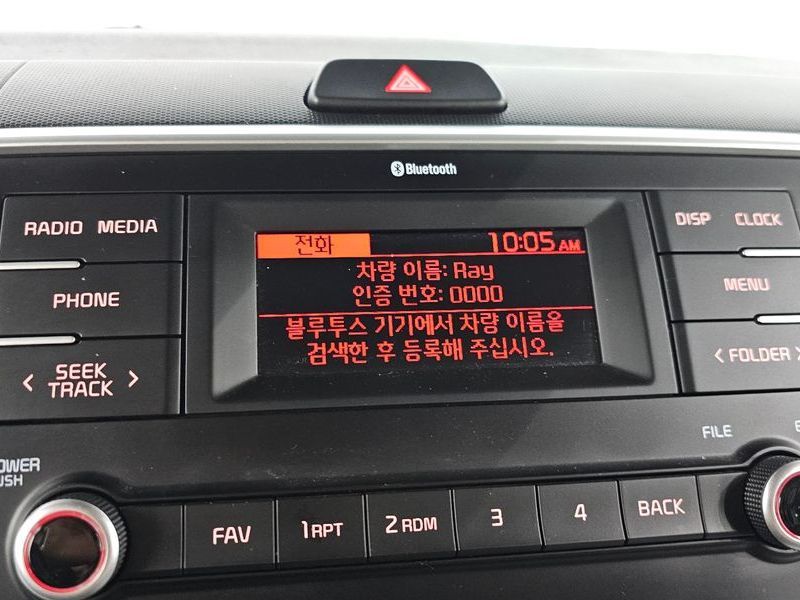 Bluetooth
RADIO MEDIA
DISP CLOCK
전화 10:05 AM
차량 이름: Ray
인증 번호: 0000
블루투스 기기에서 차량 이름을
검색한 후 등록해 주십시오.
PHONE
MENU
< SEEK TRACK >
< FOLDER >
FILE
FAV
1 RPT
2 RDM
3
4
BACK